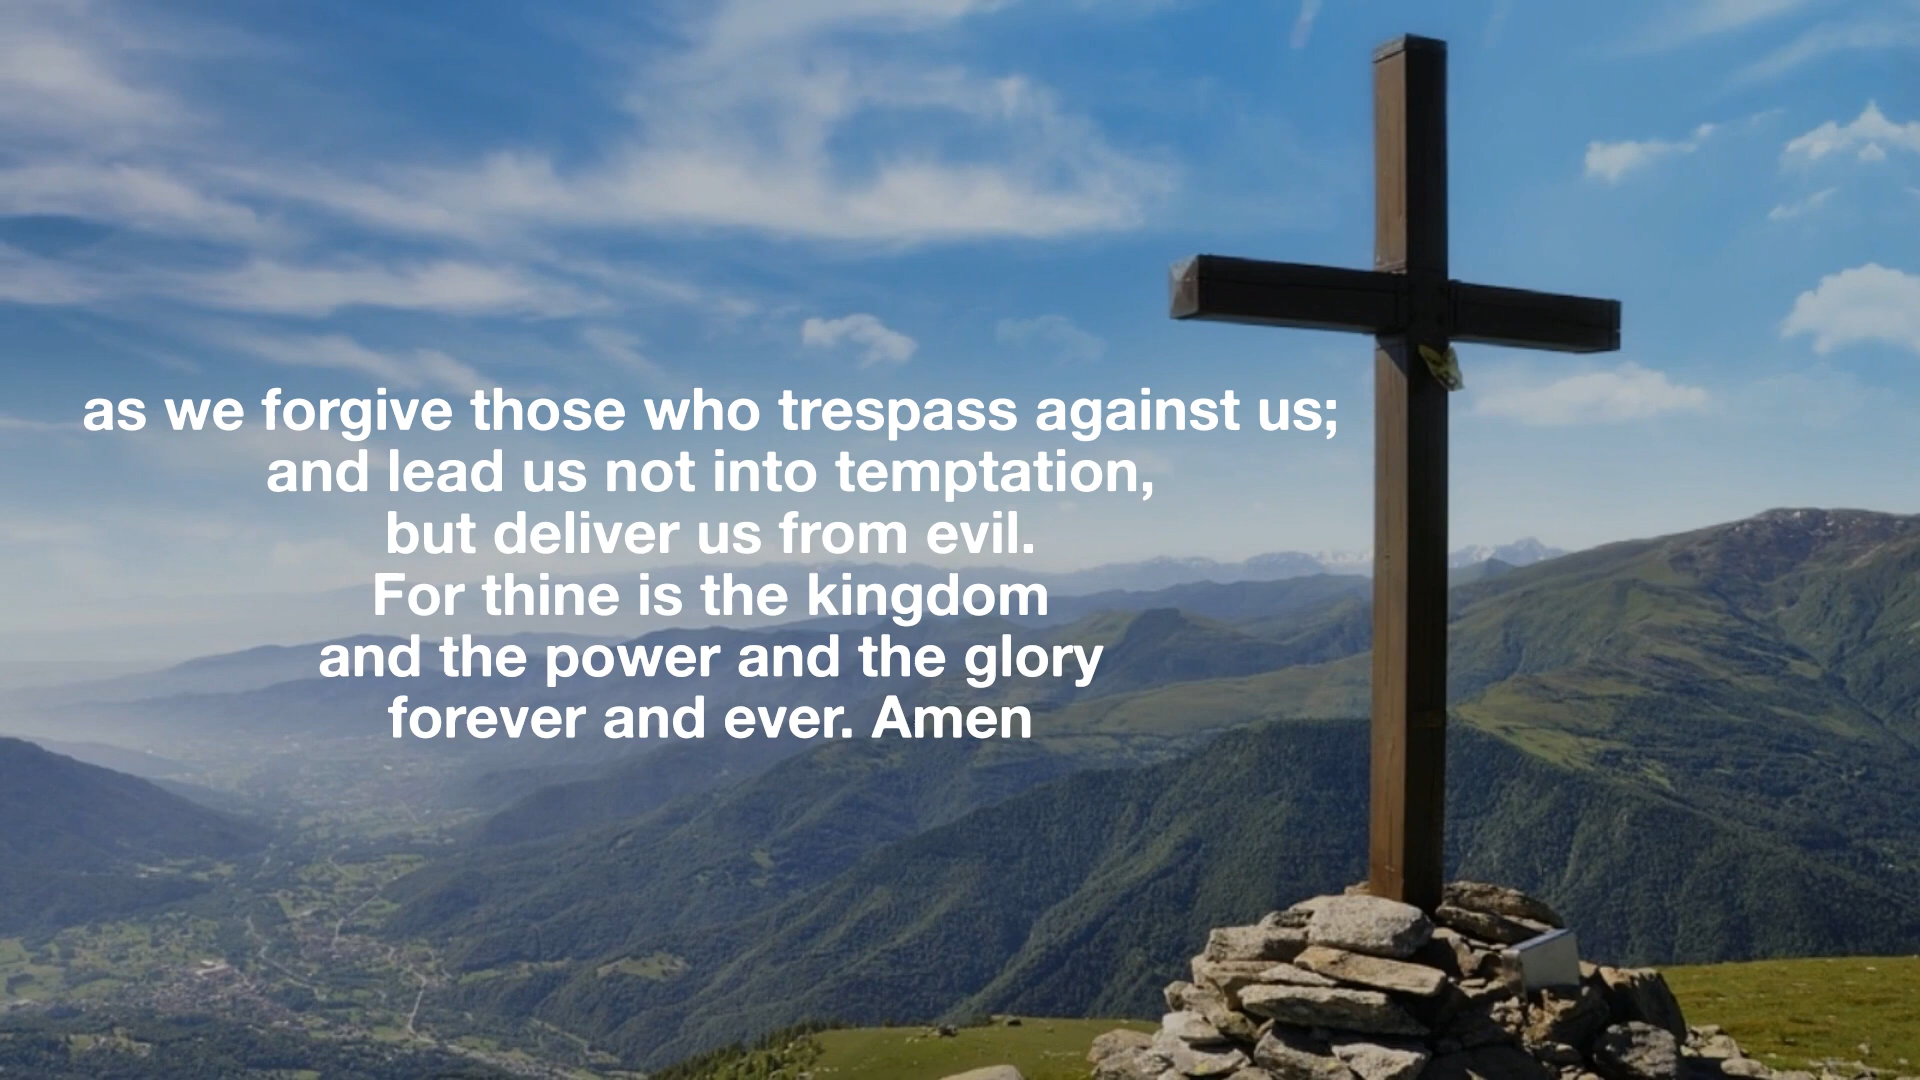 as we forgive those who trespass against us;
and lead us not into temptation,
but deliver us from evil.
For thine is the kingdom
and the power and the glory
forever and ever. Amen